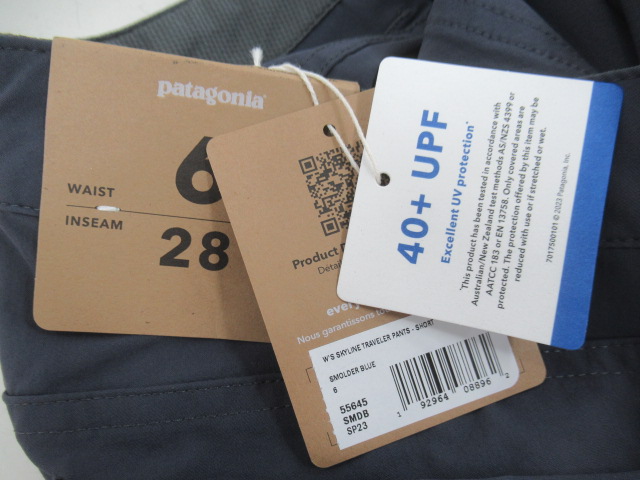 patagonia®
WAIST
6
INSEAM
28
Product
Detail
every
Nous garantissons
W'S SKYLINE TRAVELER PANTS - SHORT
SMOLDER BLUE
6
55645
SMDB
SP23
1 92964 08896 2
40+ UPF
Excellent UV protection*
*This product has been tested in accordance with
Australian/New Zealand test methods AS/NZS 4399 or
AATCC 183 or EN 13758. Only covered areas are
protected. The protection offered by this item may be
reduced with use or if stretched or wet.
7017580101 © 2023 Patagonia, Inc.